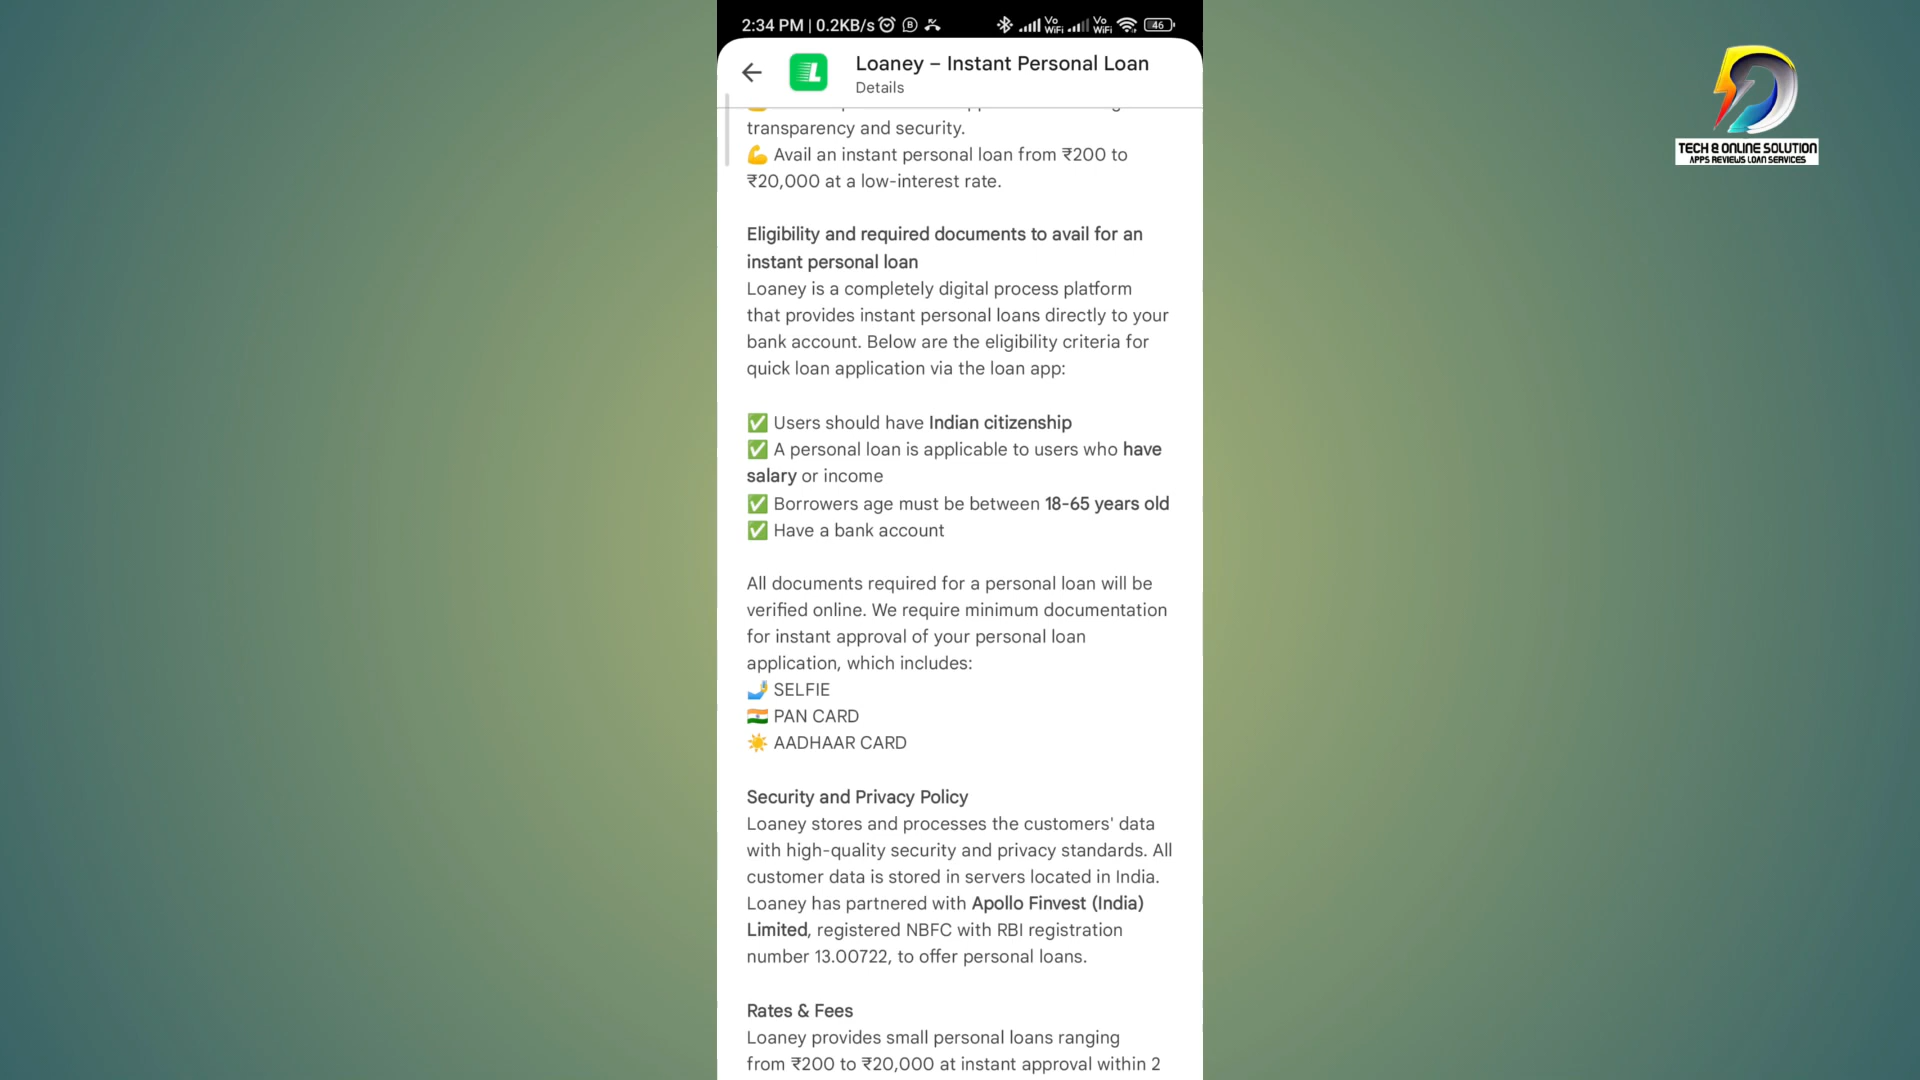 2:34 PM | 0.2KB/s
Vo WiFi
Vo WiFi
46
Loaney – Instant Personal Loan
Details
transparency and security.
💪 Avail an instant personal loan from ₹200 to
₹20,000 at a low-interest rate.
Eligibility and required documents to avail for an
instant personal loan
Loaney is a completely digital process platform
that provides instant personal loans directly to your
bank account. Below are the eligibility criteria for
quick loan application via the loan app:
✅ Users should have Indian citizenship
✅ A personal loan is applicable to users who have
salary or income
✅ Borrowers age must be between 18-65 years old
✅ Have a bank account
All documents required for a personal loan will be
verified online. We require minimum documentation
for instant approval of your personal loan
application, which includes:
🤳 SELFIE
🇮🇳 PAN CARD
☀️ AADHAAR CARD
Security and Privacy Policy
Loaney stores and processes the customers' data
with high-quality security and privacy standards. All
customer data is stored in servers located in India.
Loaney has partnered with Apollo Finvest (India)
Limited, registered NBFC with RBI registration
number 13.00722, to offer personal loans.
Rates & Fees
Loaney provides small personal loans ranging
from ₹200 to ₹20,000 at instant approval within 2
TECH & ONLINE SOLUTION
APPS REVIEWS LOAN SERVICES